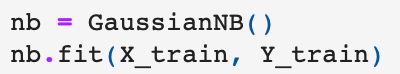 nb = GaussianNB()
nb.fit(X_train, Y_train)